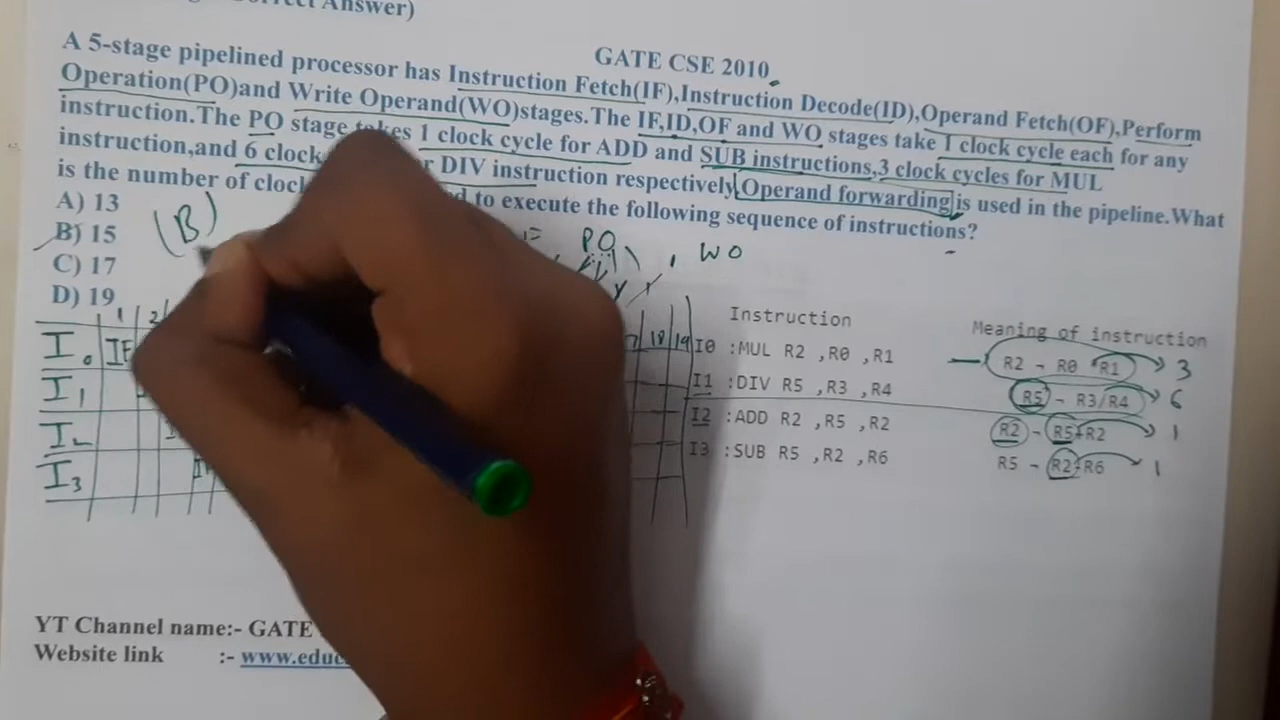 Answer)
GATE CSE 2010
A 5-stage pipelined processor has Instruction Fetch(IF),Instruction Decode(ID),Operand Fetch(OF),Perform
Operation(PO)and Write Operand(WO)stages.The IF,ID,OF and WO stages take 1 clock cycle each for any
instruction.The PO stage takes 1 clock cycle for ADD and SUB instructions,3 clock cycles for MUL
instruction,and 6 clock DIV instruction respectively.Operand forwarding is used in the pipeline.What
is the number of to execute the following sequence of instructions?
A) 13
B) 15
C) 17
D) 19
(B)
PO , WO
Instruction
I0 :MUL R2 ,R0 ,R1
I1 :DIV R5 ,R3 ,R4
I2 :ADD R2 ,R5 ,R2
I3 :SUB R5 ,R2 ,R6
Meaning of instruction
R2 ← R0 *R1 3
R5 ← R3/R4 6
R2 ← R5+R2 1
R5 ← R2-R6 1
1 2 18 19
I0 IF
I1
I2
I3
YT Channel name:- GATE
Website link :- www.educ